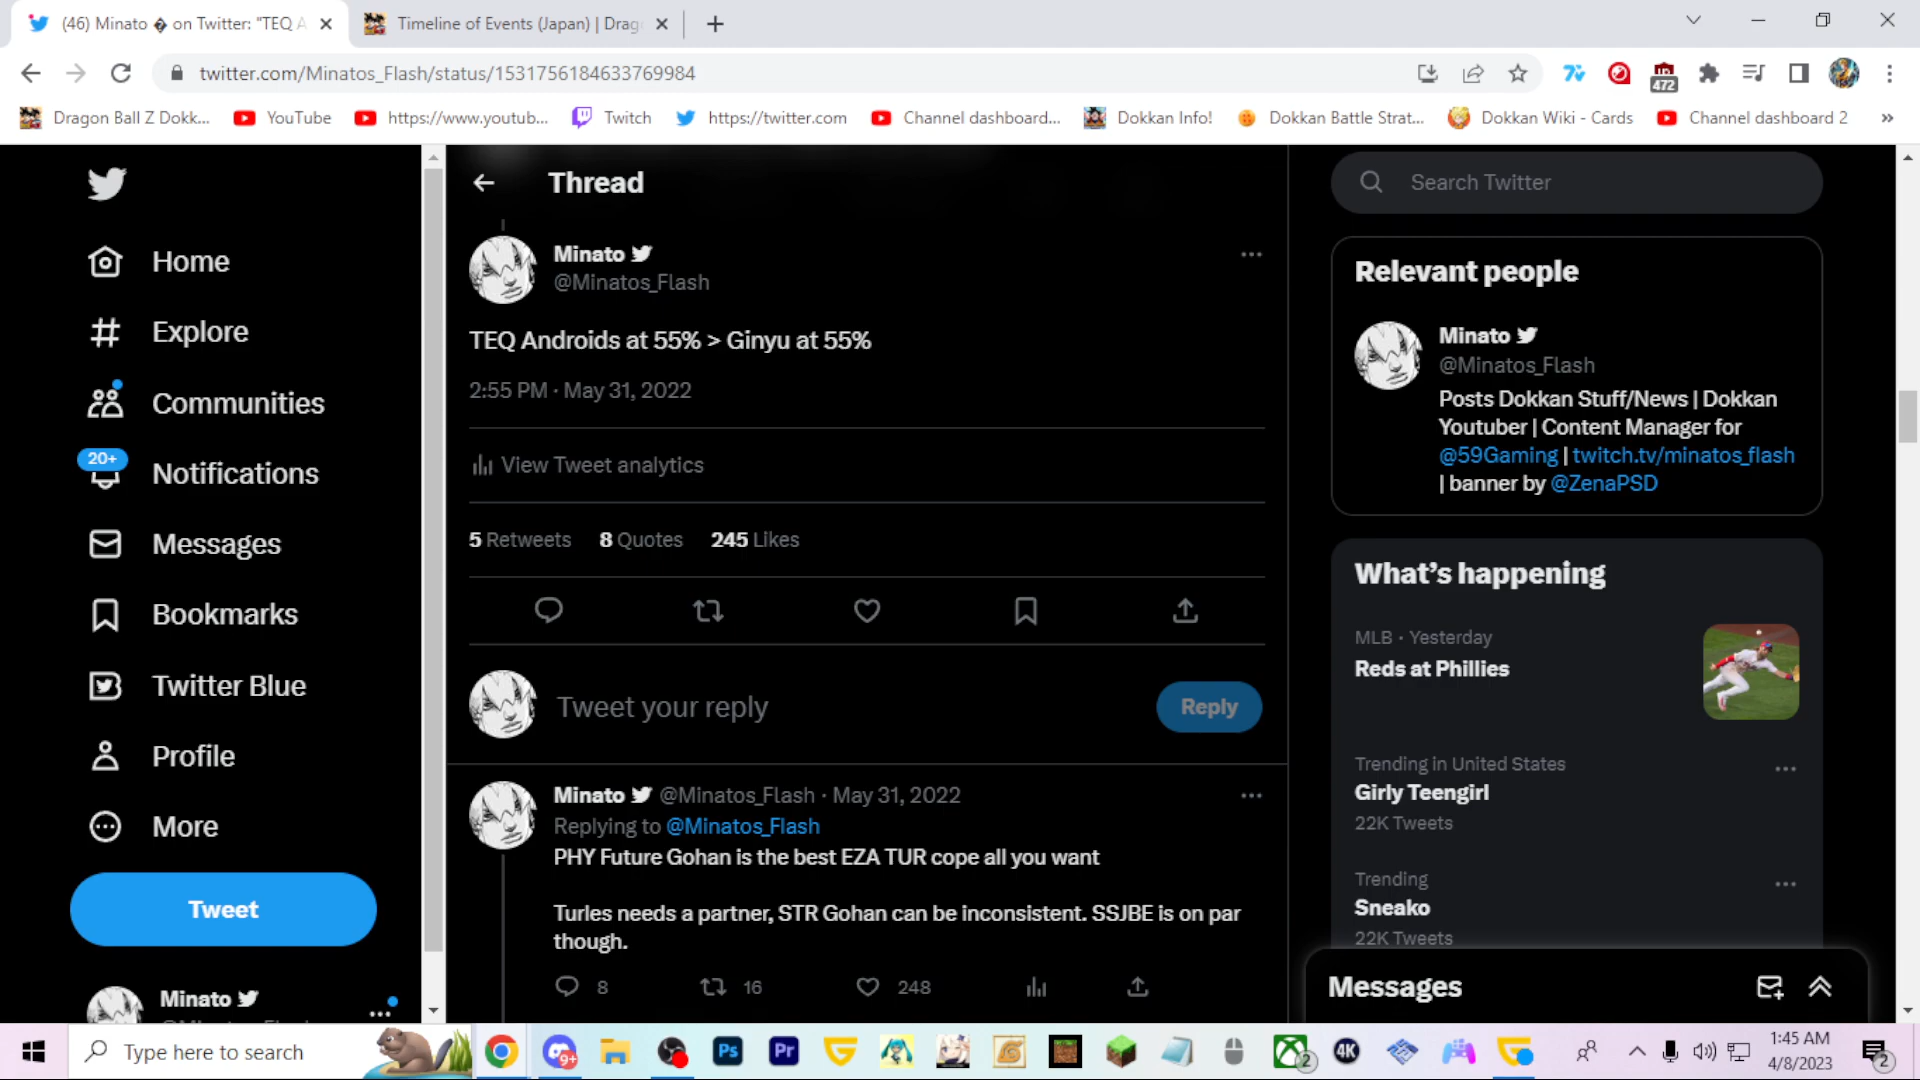 (46) Minato � on Twitter: "TEQ A
Timeline of Events (Japan) | Drag
twitter.com/Minatos_Flash/status/1531756184633769984
472
Dragon Ball Z Dokk...
YouTube
https://www.youtub...
Twitch
https://twitter.com
Channel dashboard...
Dokkan Info!
Dokkan Battle Strat...
Dokkan Wiki - Cards
Channel dashboard 2
»
Home
Explore
Communities
20+
Notifications
Messages
Bookmarks
Twitter Blue
Profile
More
Tweet
Minato
Thread
Minato
@Minatos_Flash
TEQ Androids at 55% > Ginyu at 55%
2:55 PM · May 31, 2022
View Tweet analytics
5 Retweets 8 Quotes 245 Likes
Tweet your reply
Reply
Minato @Minatos_Flash · May 31, 2022
Replying to @Minatos_Flash
PHY Future Gohan is the best EZA TUR cope all you want
Turles needs a partner, STR Gohan can be inconsistent. SSJBE is on par
though.
8
16
248
Search Twitter
Relevant people
Minato
@Minatos_Flash
Posts Dokkan Stuff/News | Dokkan
Youtuber | Content Manager for
@59Gaming | twitch.tv/minatos_flash
| banner by @ZenaPSD
What's happening
MLB · Yesterday
Reds at Phillies
Trending in United States
Girly Teengirl
22K Tweets
Trending
Sneako
22K Tweets
Messages
Type here to search
9+
Ps
Pr
2
4K
1:45 AM
4/8/2023
2